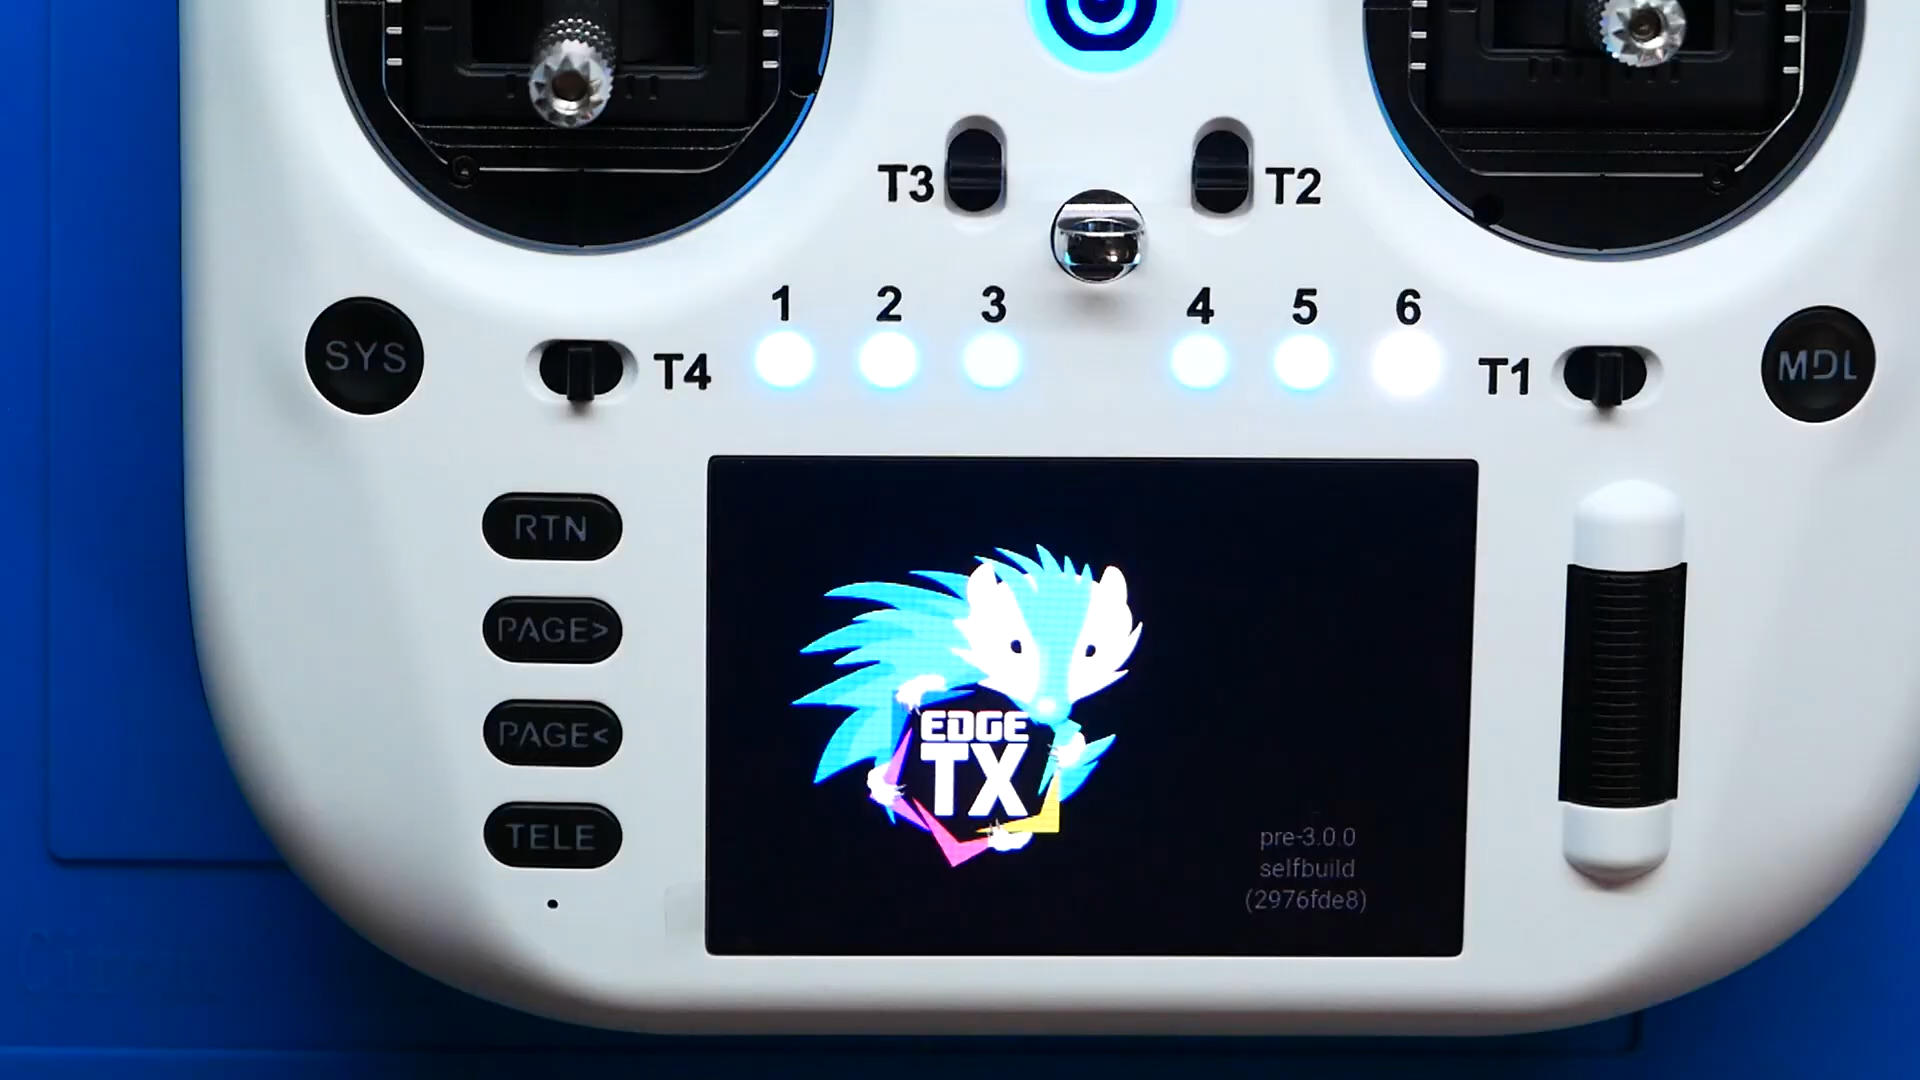 T3
T2
1
2
3
4
5
6
SYS
T4
T1
MDL
RTN
PAGE>
PAGE<
TELE
EDGE
TX
pre-3.0.0
selfbuild
(2976fde8)